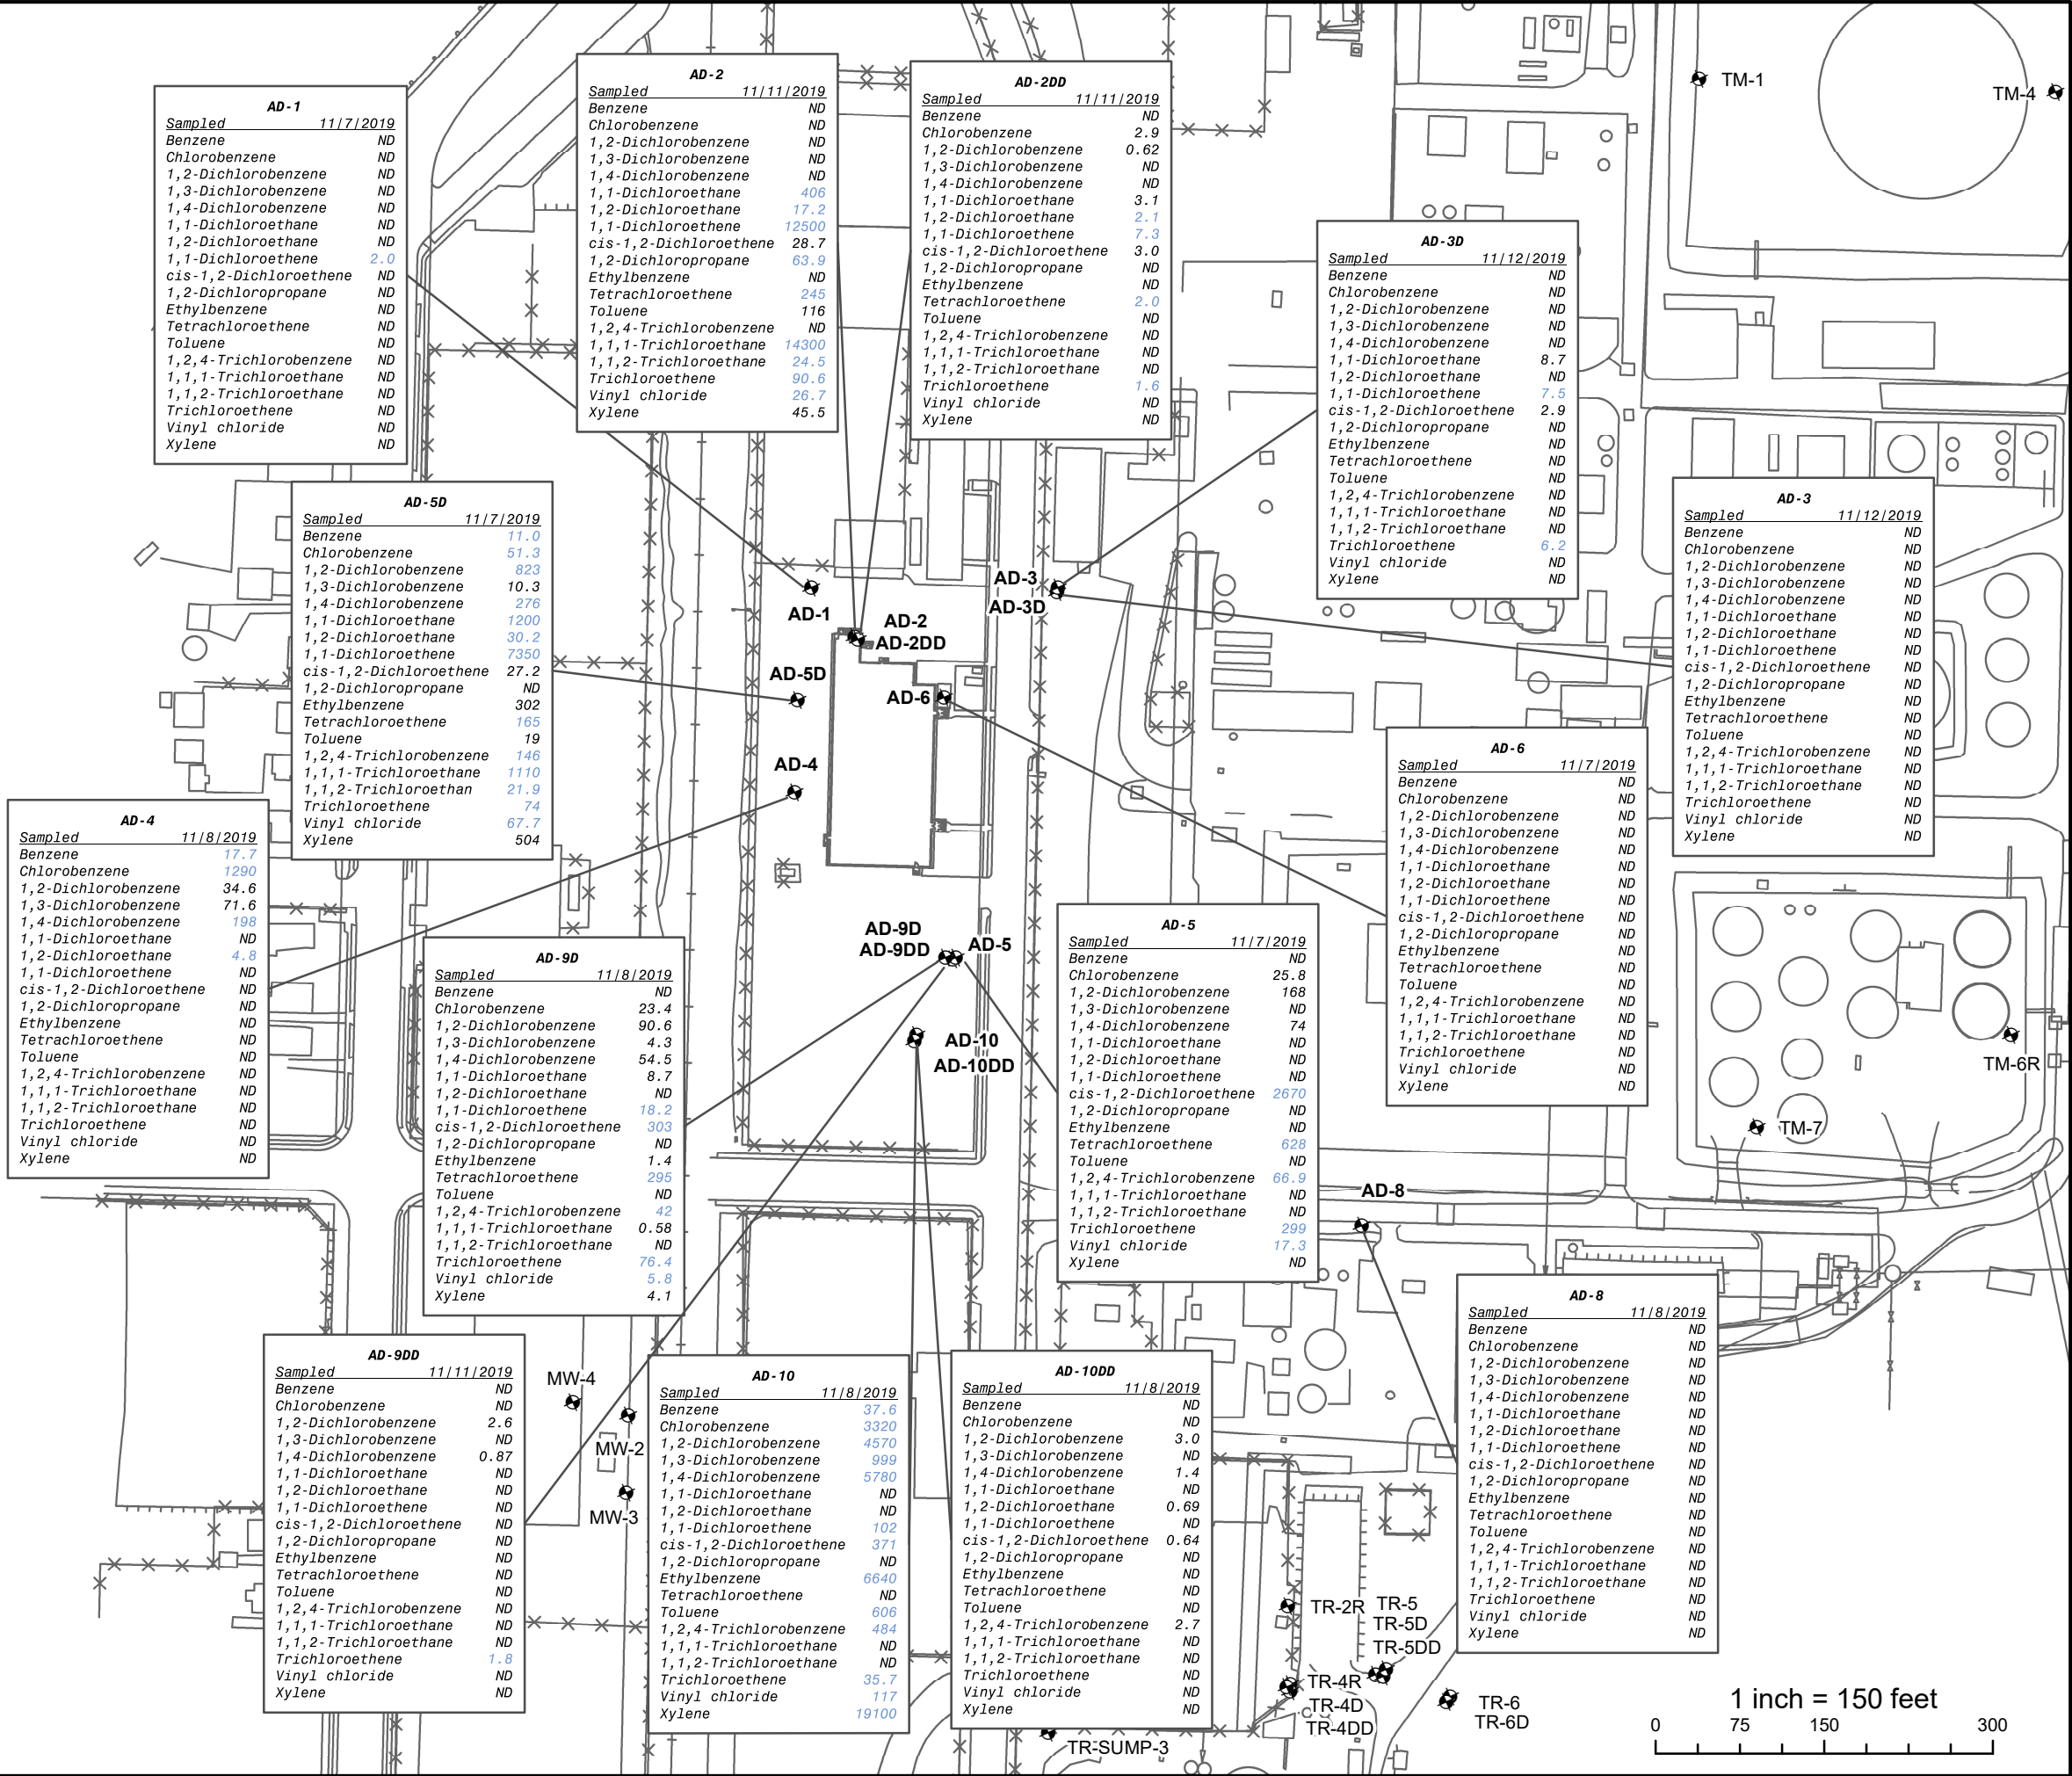 AD-1
Sampled 11/7/2019
Benzene ND
Chlorobenzene ND
1,2-Dichlorobenzene ND
1,3-Dichlorobenzene ND
1,4-Dichlorobenzene ND
1,1-Dichloroethane ND
1,2-Dichloroethane ND
1,1-Dichloroethene 2.0
cis-1,2-Dichloroethene ND
1,2-Dichloropropane ND
Ethylbenzene ND
Tetrachloroethene ND
Toluene ND
1,2,4-Trichlorobenzene ND
1,1,1-Trichloroethane ND
1,1,2-Trichloroethane ND
Trichloroethene ND
Vinyl chloride ND
Xylene ND
AD-2
Sampled 11/11/2019
Benzene ND
Chlorobenzene ND
1,2-Dichlorobenzene ND
1,3-Dichlorobenzene ND
1,4-Dichlorobenzene ND
1,1-Dichloroethane 406
1,2-Dichloroethane 17.2
1,1-Dichloroethene 12500
cis-1,2-Dichloroethene 28.7
1,2-Dichloropropane 63.9
Ethylbenzene ND
Tetrachloroethene 245
Toluene 116
1,2,4-Trichlorobenzene ND
1,1,1-Trichloroethane 14300
1,1,2-Trichloroethane 24.5
Trichloroethene 90.6
Vinyl chloride 26.7
Xylene 45.5
AD-2DD
Sampled 11/11/2019
Benzene ND
Chlorobenzene 2.9
1,2-Dichlorobenzene 0.62
1,3-Dichlorobenzene ND
1,4-Dichlorobenzene ND
1,1-Dichloroethane 3.1
1,2-Dichloroethane 2.1
1,1-Dichloroethene 7.3
cis-1,2-Dichloroethene 3.0
1,2-Dichloropropane ND
Ethylbenzene ND
Tetrachloroethene 2.0
Toluene ND
1,2,4-Trichlorobenzene ND
1,1,1-Trichloroethane ND
1,1,2-Trichloroethane ND
Trichloroethene 1.6
Vinyl chloride ND
Xylene ND
TM-1
TM-4
AD-3D
Sampled 11/12/2019
Benzene ND
Chlorobenzene ND
1,2-Dichlorobenzene ND
1,3-Dichlorobenzene ND
1,4-Dichlorobenzene ND
1,1-Dichloroethane 8.7
1,2-Dichloroethane ND
1,1-Dichloroethene 7.5
cis-1,2-Dichloroethene 2.9
1,2-Dichloropropane ND
Ethylbenzene ND
Tetrachloroethene ND
Toluene ND
1,2,4-Trichlorobenzene ND
1,1,1-Trichloroethane ND
1,1,2-Trichloroethane ND
Trichloroethene 6.2
Vinyl chloride ND
Xylene ND
AD-3
Sampled 11/12/2019
Benzene ND
Chlorobenzene ND
1,2-Dichlorobenzene ND
1,3-Dichlorobenzene ND
1,4-Dichlorobenzene ND
1,1-Dichloroethane ND
1,2-Dichloroethane ND
1,1-Dichloroethene ND
cis-1,2-Dichloroethene ND
1,2-Dichloropropane ND
Ethylbenzene ND
Tetrachloroethene ND
Toluene ND
1,2,4-Trichlorobenzene ND
1,1,1-Trichloroethane ND
1,1,2-Trichloroethane ND
Trichloroethene ND
Vinyl chloride ND
Xylene ND
AD-5D
Sampled 11/7/2019
Benzene 11.0
Chlorobenzene 51.3
1,2-Dichlorobenzene 823
1,3-Dichlorobenzene 10.3
1,4-Dichlorobenzene 276
1,1-Dichloroethane 1200
1,2-Dichloroethane 30.2
1,1-Dichloroethene 7350
cis-1,2-Dichloroethene 27.2
1,2-Dichloropropane ND
Ethylbenzene 302
Tetrachloroethene 165
Toluene 19
1,2,4-Trichlorobenzene 146
1,1,1-Trichloroethane 1110
1,1,2-Trichloroethan 21.9
Trichloroethene 74
Vinyl chloride 67.7
Xylene 504
AD-1
AD-2
AD-2DD
AD-3
AD-3D
AD-5D
AD-6
AD-4
AD-6
Sampled 11/7/2019
Benzene ND
Chlorobenzene ND
1,2-Dichlorobenzene ND
1,3-Dichlorobenzene ND
1,4-Dichlorobenzene ND
1,1-Dichloroethane ND
1,2-Dichloroethane ND
1,1-Dichloroethene ND
cis-1,2-Dichloroethene ND
1,2-Dichloropropane ND
Ethylbenzene ND
Tetrachloroethene ND
Toluene ND
1,2,4-Trichlorobenzene ND
1,1,1-Trichloroethane ND
1,1,2-Trichloroethane ND
Trichloroethene ND
Vinyl chloride ND
Xylene ND
AD-4
Sampled 11/8/2019
Benzene 17.7
Chlorobenzene 1290
1,2-Dichlorobenzene 34.6
1,3-Dichlorobenzene 71.6
1,4-Dichlorobenzene 198
1,1-Dichloroethane ND
1,2-Dichloroethane 4.8
1,1-Dichloroethene ND
cis-1,2-Dichloroethene ND
1,2-Dichloropropane ND
Ethylbenzene ND
Tetrachloroethene ND
Toluene ND
1,2,4-Trichlorobenzene ND
1,1,1-Trichloroethane ND
1,1,2-Trichloroethane ND
Trichloroethene ND
Vinyl chloride ND
Xylene ND
AD-9D
Sampled 11/8/2019
Benzene ND
Chlorobenzene 23.4
1,2-Dichlorobenzene 90.6
1,3-Dichlorobenzene 4.3
1,4-Dichlorobenzene 54.5
1,1-Dichloroethane 8.7
1,2-Dichloroethane ND
1,1-Dichloroethene 18.2
cis-1,2-Dichloroethene 303
1,2-Dichloropropane ND
Ethylbenzene 1.4
Tetrachloroethene 295
Toluene ND
1,2,4-Trichlorobenzene 42
1,1,1-Trichloroethane 0.58
1,1,2-Trichloroethane ND
Trichloroethene 76.4
Vinyl chloride 5.8
Xylene 4.1
AD-9D
AD-9DD
AD-5
AD-10
AD-10DD
AD-5
Sampled 11/7/2019
Benzene ND
Chlorobenzene 25.8
1,2-Dichlorobenzene 168
1,3-Dichlorobenzene ND
1,4-Dichlorobenzene 74
1,1-Dichloroethane ND
1,2-Dichloroethane ND
1,1-Dichloroethene ND
cis-1,2-Dichloroethene 2670
1,2-Dichloropropane ND
Ethylbenzene ND
Tetrachloroethene 628
Toluene ND
1,2,4-Trichlorobenzene 66.9
1,1,1-Trichloroethane ND
1,1,2-Trichloroethane ND
Trichloroethene 299
Vinyl chloride 17.3
Xylene ND
TM-6R
TM-7
AD-8
AD-8
Sampled 11/8/2019
Benzene ND
Chlorobenzene ND
1,2-Dichlorobenzene ND
1,3-Dichlorobenzene ND
1,4-Dichlorobenzene ND
1,1-Dichloroethane ND
1,2-Dichloroethane ND
1,1-Dichloroethene ND
cis-1,2-Dichloroethene ND
1,2-Dichloropropane ND
Ethylbenzene ND
Tetrachloroethene ND
Toluene ND
1,2,4-Trichlorobenzene ND
1,1,1-Trichloroethane ND
1,1,2-Trichloroethane ND
Trichloroethene ND
Vinyl chloride ND
Xylene ND
AD-9DD
Sampled 11/11/2019
Benzene ND
Chlorobenzene ND
1,2-Dichlorobenzene 2.6
1,3-Dichlorobenzene ND
1,4-Dichlorobenzene 0.87
1,1-Dichloroethane ND
1,2-Dichloroethane ND
1,1-Dichloroethene ND
cis-1,2-Dichloroethene ND
1,2-Dichloropropane ND
Ethylbenzene ND
Tetrachloroethene ND
Toluene ND
1,2,4-Trichlorobenzene ND
1,1,1-Trichloroethane ND
1,1,2-Trichloroethane ND
Trichloroethene 1.8
Vinyl chloride ND
Xylene ND
MW-4
MW-2
MW-3
AD-10
Sampled 11/8/2019
Benzene 37.6
Chlorobenzene 3320
1,2-Dichlorobenzene 4570
1,3-Dichlorobenzene 999
1,4-Dichlorobenzene 5780
1,1-Dichloroethane ND
1,2-Dichloroethane ND
1,1-Dichloroethene 102
cis-1,2-Dichloroethene 371
1,2-Dichloropropane ND
Ethylbenzene 6640
Tetrachloroethene ND
Toluene 606
1,2,4-Trichlorobenzene 484
1,1,1-Trichloroethane ND
1,1,2-Trichloroethane ND
Trichloroethene 35.7
Vinyl chloride 117
Xylene 19100
AD-10DD
Sampled 11/8/2019
Benzene ND
Chlorobenzene ND
1,2-Dichlorobenzene 3.0
1,3-Dichlorobenzene ND
1,4-Dichlorobenzene 1.4
1,1-Dichloroethane ND
1,2-Dichloroethane 0.69
1,1-Dichloroethene ND
cis-1,2-Dichloroethene 0.64
1,2-Dichloropropane ND
Ethylbenzene ND
Tetrachloroethene ND
Toluene ND
1,2,4-Trichlorobenzene 2.7
1,1,1-Trichloroethane ND
1,1,2-Trichloroethane ND
Trichloroethene ND
Vinyl chloride ND
Xylene ND
TR-2R
TR-5
TR-5D
TR-5DD
TR-4R
TR-4D
TR-4DD
TR-6
TR-6D
TR-SUMP-3
1 inch = 150 feet
0 75 150 300